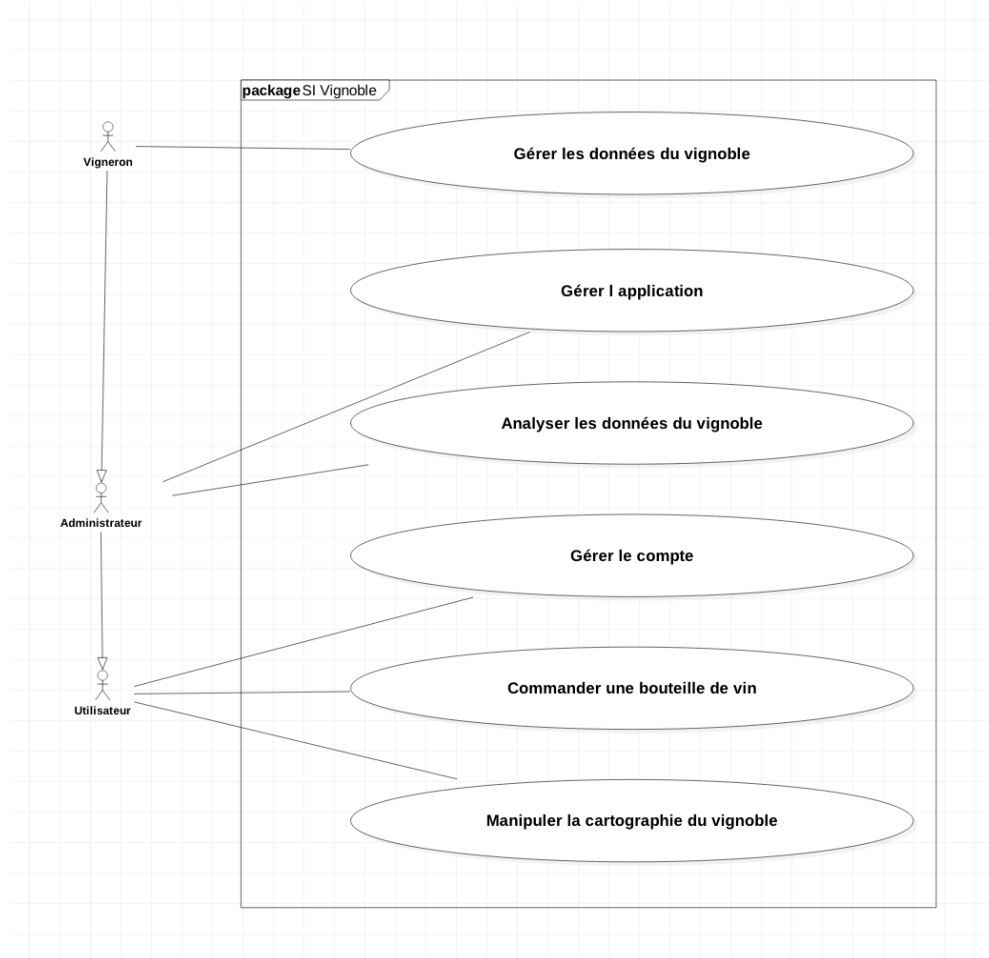 package SI Vignoble
Vigneron
Gérer les données du vignoble
Gérer l application
Analyser les données du vignoble
Administrateur
Gérer le compte
Utilisateur
Commander une bouteille de vin
Manipuler la cartographie du vignoble